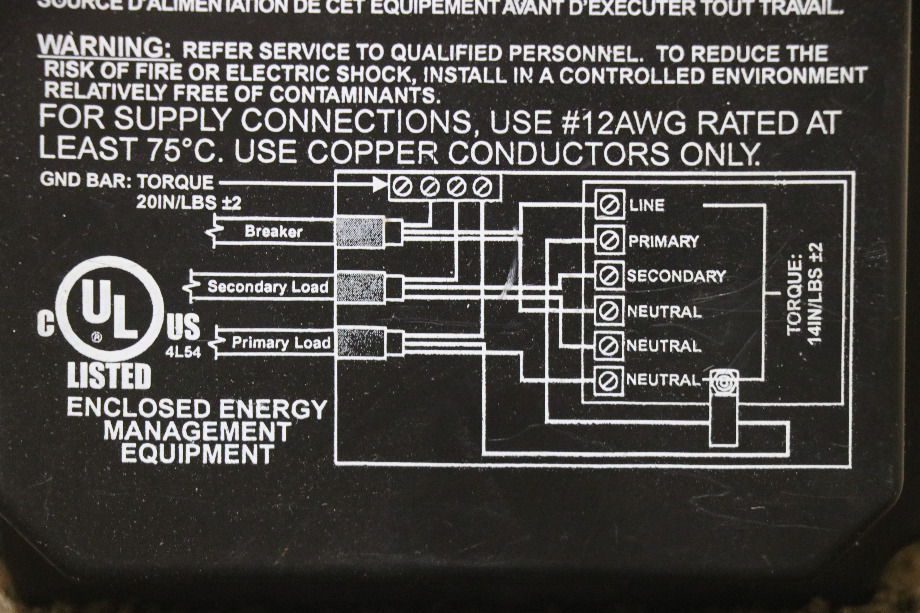 SOURCE D'ALIMENTATION DE CET EQUIPEMENT AVANT D'EXECUTER TOUT TRAVAIL.
WARNING: REFER SERVICE TO QUALIFIED PERSONNEL. TO REDUCE THE
RISK OF FIRE OR ELECTRIC SHOCK, INSTALL IN A CONTROLLED ENVIRONMENT
RELATIVELY FREE OF CONTAMINANTS.
FOR SUPPLY CONNECTIONS, USE #12AWG RATED AT
LEAST 75°C. USE COPPER CONDUCTORS ONLY.
GND BAR: TORQUE
20IN/LBS ±2
Breaker
Secondary Load
Primary Load
LINE
PRIMARY
SECONDARY
NEUTRAL
NEUTRAL
NEUTRAL
TORQUE:
14IN/LBS ±2
C UL ® US
4L54
LISTED
ENCLOSED ENERGY
MANAGEMENT
EQUIPMENT